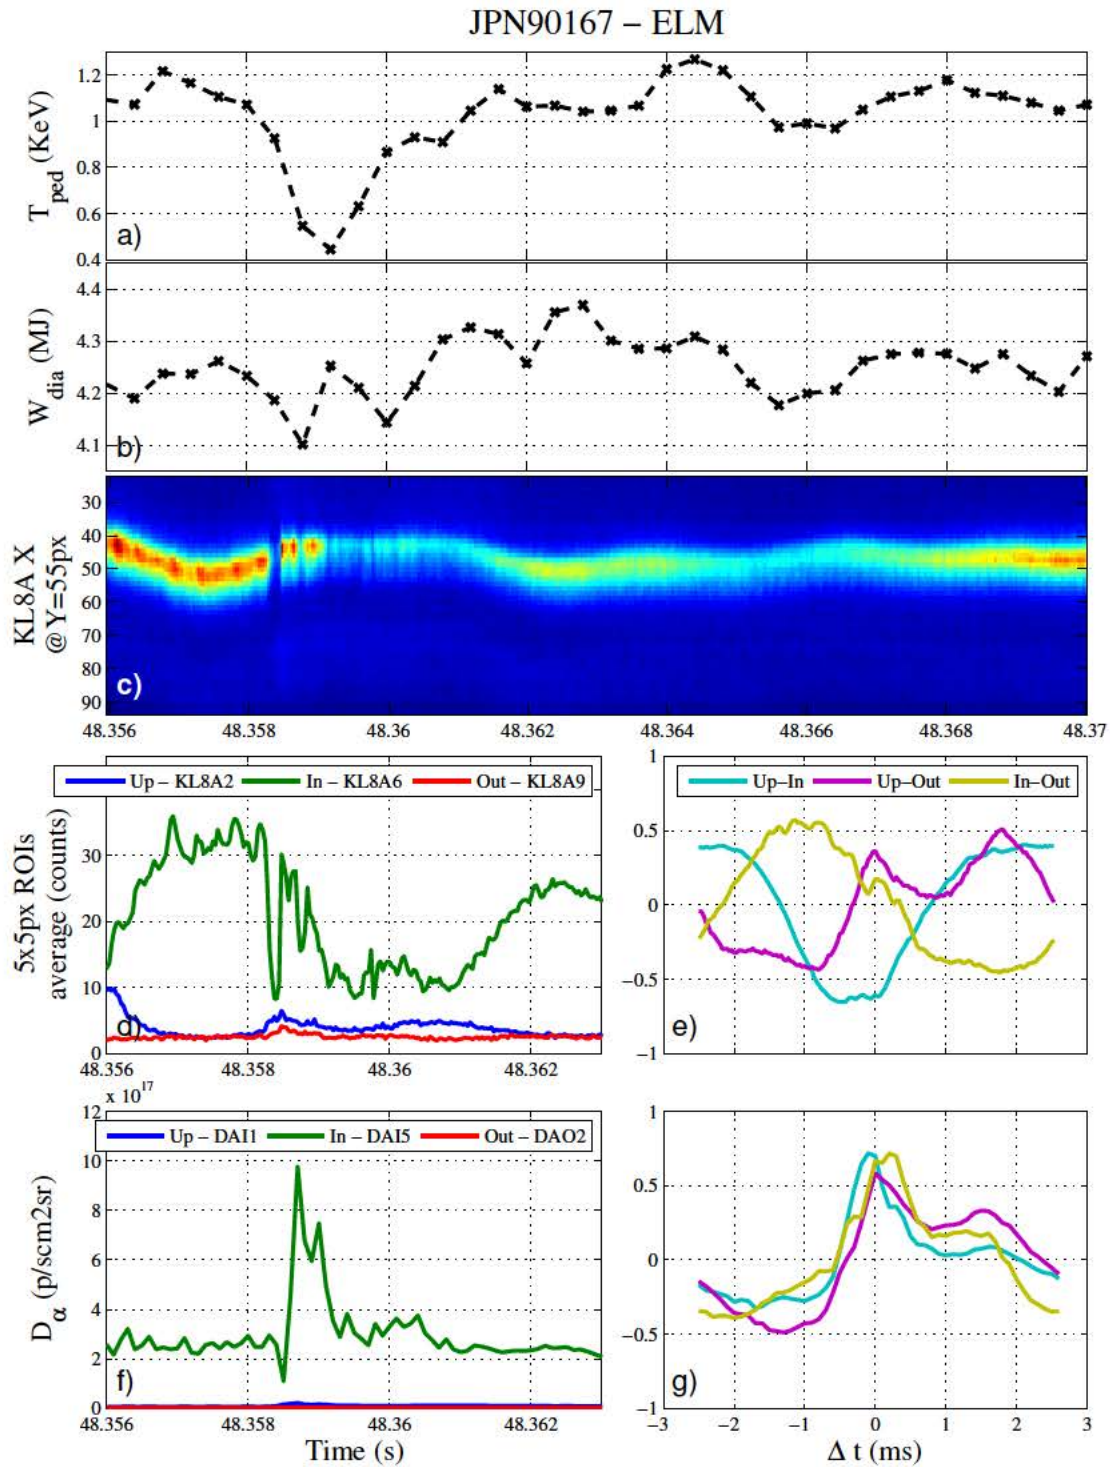 JPN90167 – ELM
T_ped (KeV)
1.2
1
0.8
0.6
0.4
a)
W_dia (MJ)
4.4
4.3
4.2
4.1
b)
KL8A X
@ Y=55px
30
40
50
60
70
80
90
c)
48.356 48.358 48.36 48.362 48.364 48.366 48.368 48.37
5x5px ROIs
average (counts)
Up – KL8A2 In – KL8A6 Out – KL8A9
30
20
10
0
d)
48.356 48.358 48.36 48.362
Up–In Up–Out In–Out
1
0.5
0
−0.5
−1
e)
x 10^17
D_α (p/scm2sr)
Up – DAI1 In – DAI5 Out – DAO2
12
10
8
6
4
2
0
f)
48.356 48.358 48.36 48.362
Time (s)
1
0.5
0
−0.5
−1
g)
−3 −2 −1 0 1 2 3
Δ t (ms)